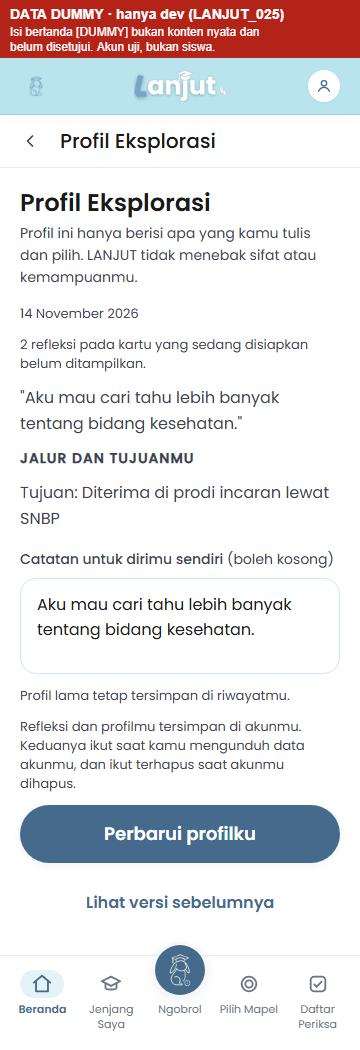 DATA DUMMY - hanya dev (LANJUT_025)
Isi bertanda [DUMMY] bukan konten nyata dan
belum disetujui. Akun uji, bukan siswa.
Lanjut
Profil Eksplorasi
Profil Eksplorasi
Profil ini hanya berisi apa yang kamu tulis
dan pilih. LANJUT tidak menebak sifat atau
kemampuanmu.
14 November 2026
2 refleksi pada kartu yang sedang disiapkan
belum ditampilkan.
"Aku mau cari tahu lebih banyak
tentang bidang kesehatan."
JALUR DAN TUJUANMU
Tujuan: Diterima di prodi incaran lewat
SNBP
Catatan untuk dirimu sendiri (boleh kosong)
Aku mau cari tahu lebih banyak
tentang bidang kesehatan.
Profil lama tetap tersimpan di riwayatmu.
Refleksi dan profilmu tersimpan di akunmu.
Keduanya ikut saat kamu mengunduh data
akunmu, dan ikut terhapus saat akunmu
dihapus.
Perbarui profilku
Lihat versi sebelumnya
Beranda
Jenjang
Saya
Ngobrol
Pilih Mapel
Daftar
Periksa